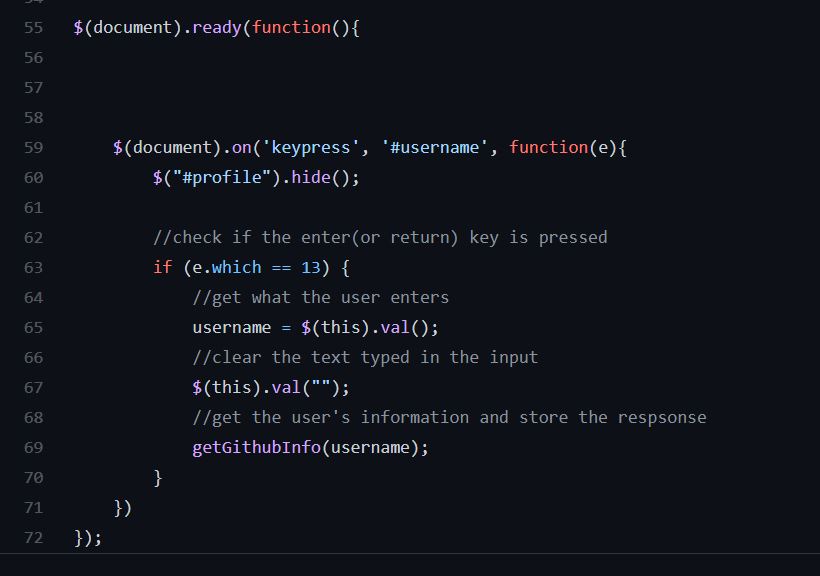 55 $(document).ready(function(){
56
57
58
59     $(document).on('keypress', '#username', function(e){
60         $("#profile").hide();
61
62         //check if the enter(or return) key is pressed
63         if (e.which == 13) {
64             //get what the user enters
65             username = $(this).val();
66             //clear the text typed in the input
67             $(this).val("");
68             //get the user's information and store the respsonse
69             getGithubInfo(username);
70         }
71     })
72 });